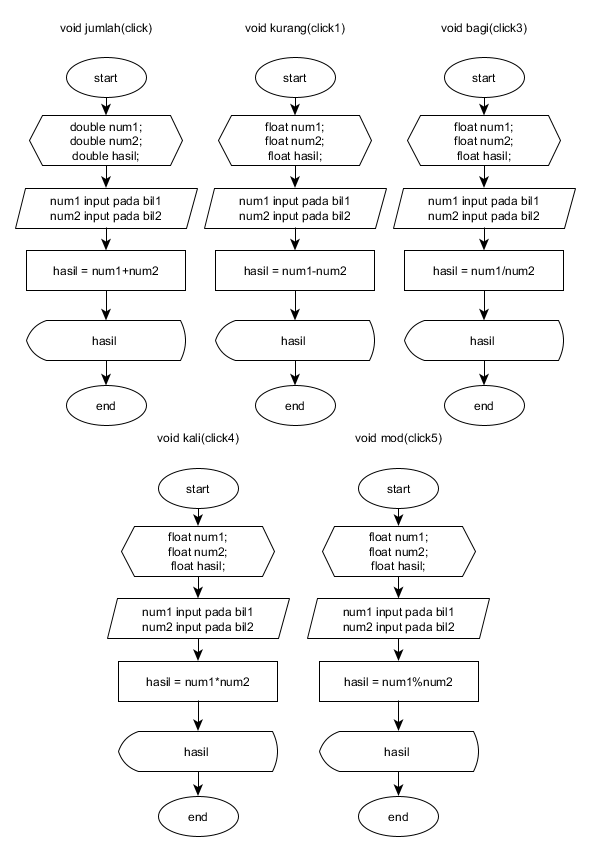 void jumlah(click)
start
double num1;
double num2;
double hasil;
num1 input pada bil1
num2 input pada bil2
hasil = num1+num2
hasil
end
void kurang(click1)
start
float num1;
float num2;
float hasil;
num1 input pada bil1
num2 input pada bil2
hasil = num1-num2
hasil
end
void bagi(click3)
start
float num1;
float num2;
float hasil;
num1 input pada bil1
num2 input pada bil2
hasil = num1/num2
hasil
end
void kali(click4)
start
float num1;
float num2;
float hasil;
num1 input pada bil1
num2 input pada bil2
hasil = num1*num2
hasil
end
void mod(click5)
start
float num1;
float num2;
float hasil;
num1 input pada bil1
num2 input pada bil2
hasil = num1%num2
hasil
end